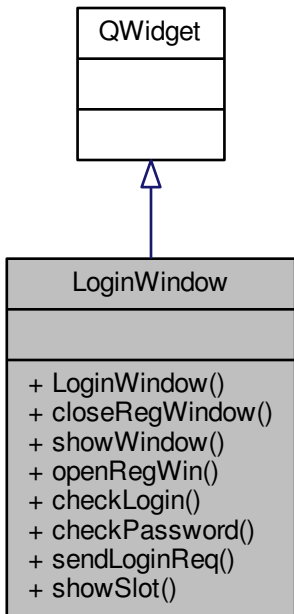 QWidget
LoginWindow
+ LoginWindow()
+ closeRegWindow()
+ showWindow()
+ openRegWin()
+ checkLogin()
+ checkPassword()
+ sendLoginReq()
+ showSlot()